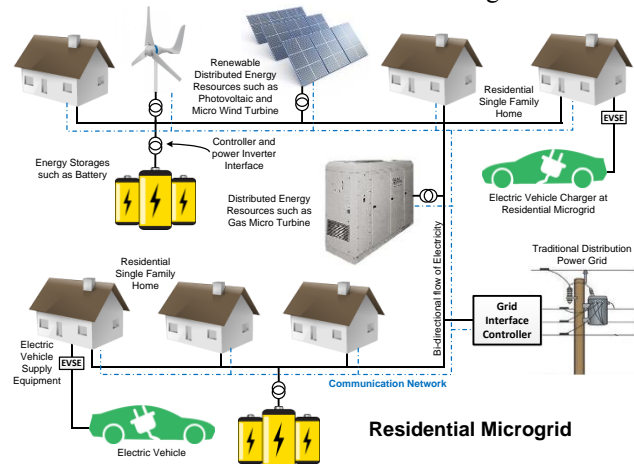 Renewable
Distributed Energy
Resources such as
Photovoltaic and
Micro Wind Turbine
Residential
Single Family
Home
EVSE
Controller and
power Inverter
Interface
Energy Storages
such as Battery
Distributed Energy
Resources such as
Gas Micro Turbine
Electric Vehicle Charger at
Residential Microgrid
Bi-directional flow of Electricity
Traditional Distribution
Power Grid
Residential
Single Family
Home
Grid
Interface
Controller
Electric
Vehicle
Supply
Equipment
EVSE
Communication Network
Electric Vehicle
Residential Microgrid